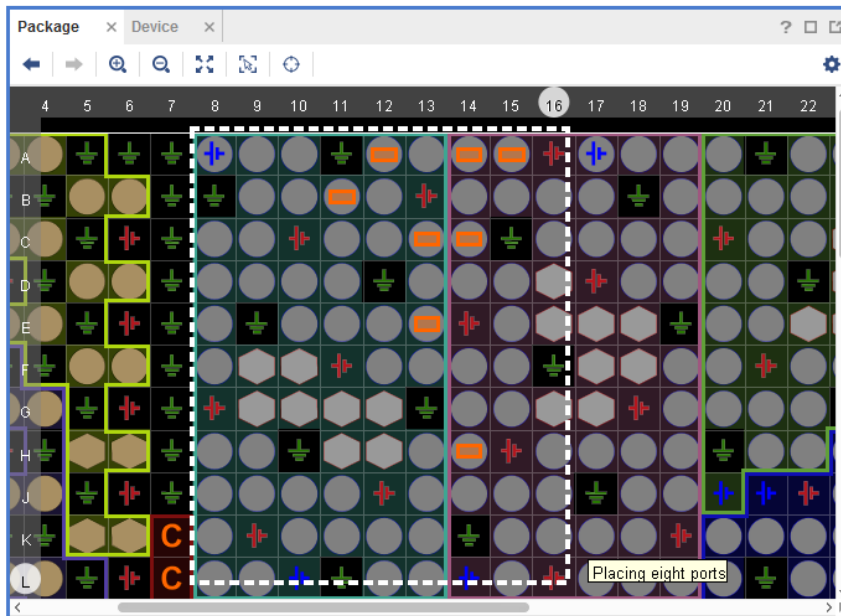 Package × Device ×
?
4 5 6 7 8 9 10 11 12 13 14 15 16 17 18 19 20 21 22
A
B
C
D
E
F
G
H
J
K C
L C
Placing eight ports